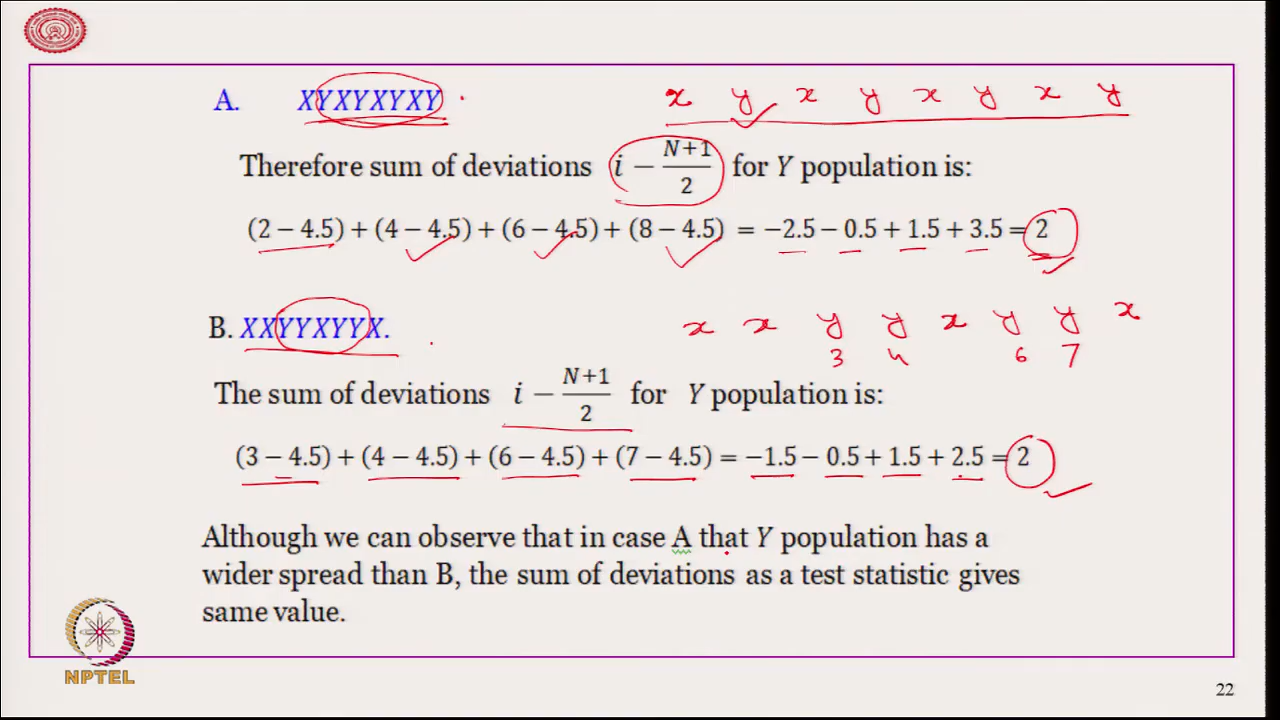 A. XYXYXYXY x y x y x y x y
Therefore sum of deviations i − \frac{N+1}{2} for Y population is:
(2 − 4.5) + (4 − 4.5) + (6 − 4.5) + (8 − 4.5) = −2.5 − 0.5 + 1.5 + 3.5 = 2
B. XXYYXYYX. x x y y x y y x
3 4 6 7
The sum of deviations i − \frac{N+1}{2} for Y population is:
(3 − 4.5) + (4 − 4.5) + (6 − 4.5) + (7 − 4.5) = −1.5 − 0.5 + 1.5 + 2.5 = 2
Although we can observe that in case A that Y population has a
wider spread than B, the sum of deviations as a test statistic gives
same value.
NPTEL
22